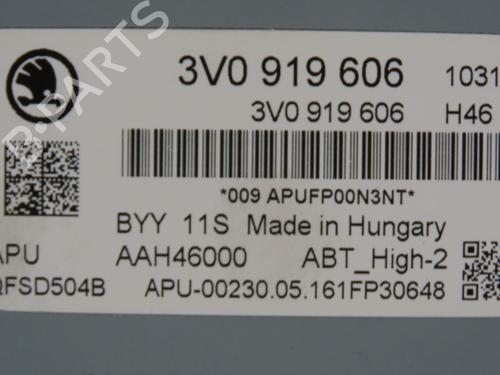 3V0 919 606 1031
3V0 919 606 H46
*009 APUFP00N3NT*
BYY 11S Made in Hungary
APU AAH46000 ABT_High-2
QFSD504B APU-00230.05.161FP30648
B-PARTS